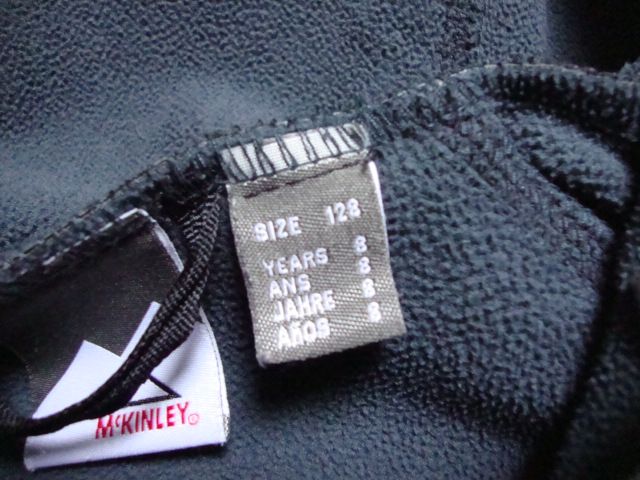 SIZE 128
YEARS 8
ANS 8
JAHRE 8
AÑOS 8
McKINLEY